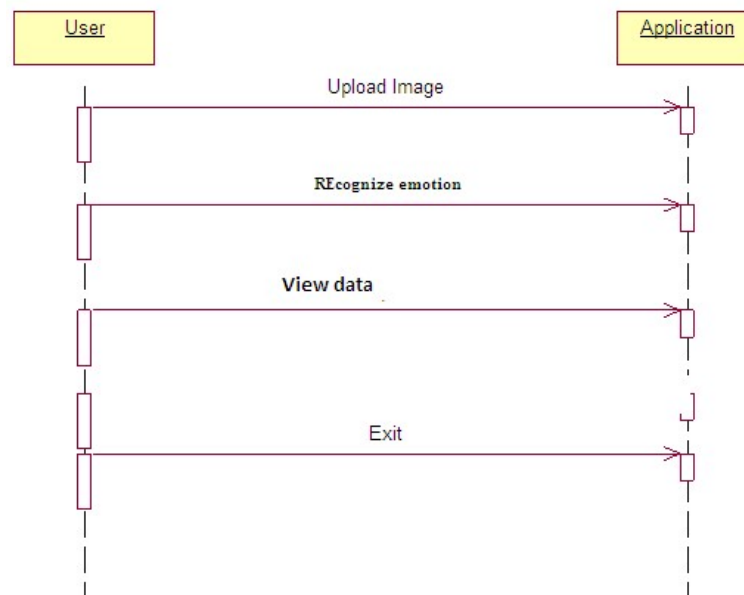 User
Application
Upload Image
REcognize emotion
View data
Exit